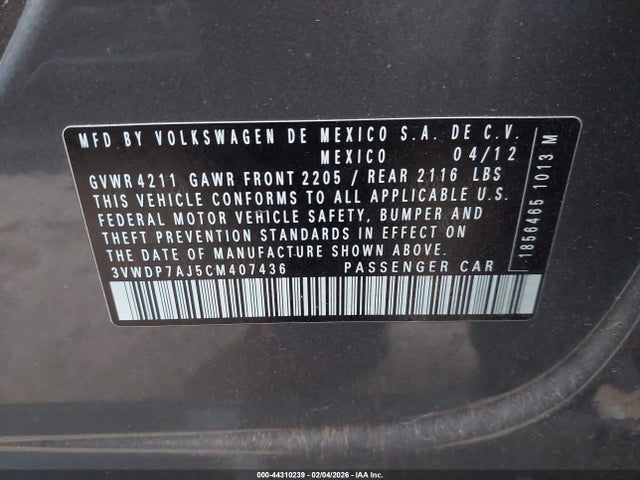 MFD BY VOLKSWAGEN DE MEXICO S.A. DE C.V.
MEXICO 04/12
GVWR 4211 GAWR FRONT 2205 / REAR 2116 LBS
THIS VEHICLE CONFORMS TO ALL APPLICABLE U.S.
FEDERAL MOTOR VEHICLE SAFETY, BUMPER AND
THEFT PREVENTION STANDARDS IN EFFECT ON
THE DATE OF MANUFACTURE SHOWN ABOVE.
3VWDP7AJ5CM407436 PASSENGER CAR
1856465 1013 M
000-44310239 - 02/04/2026 - IAA Inc.